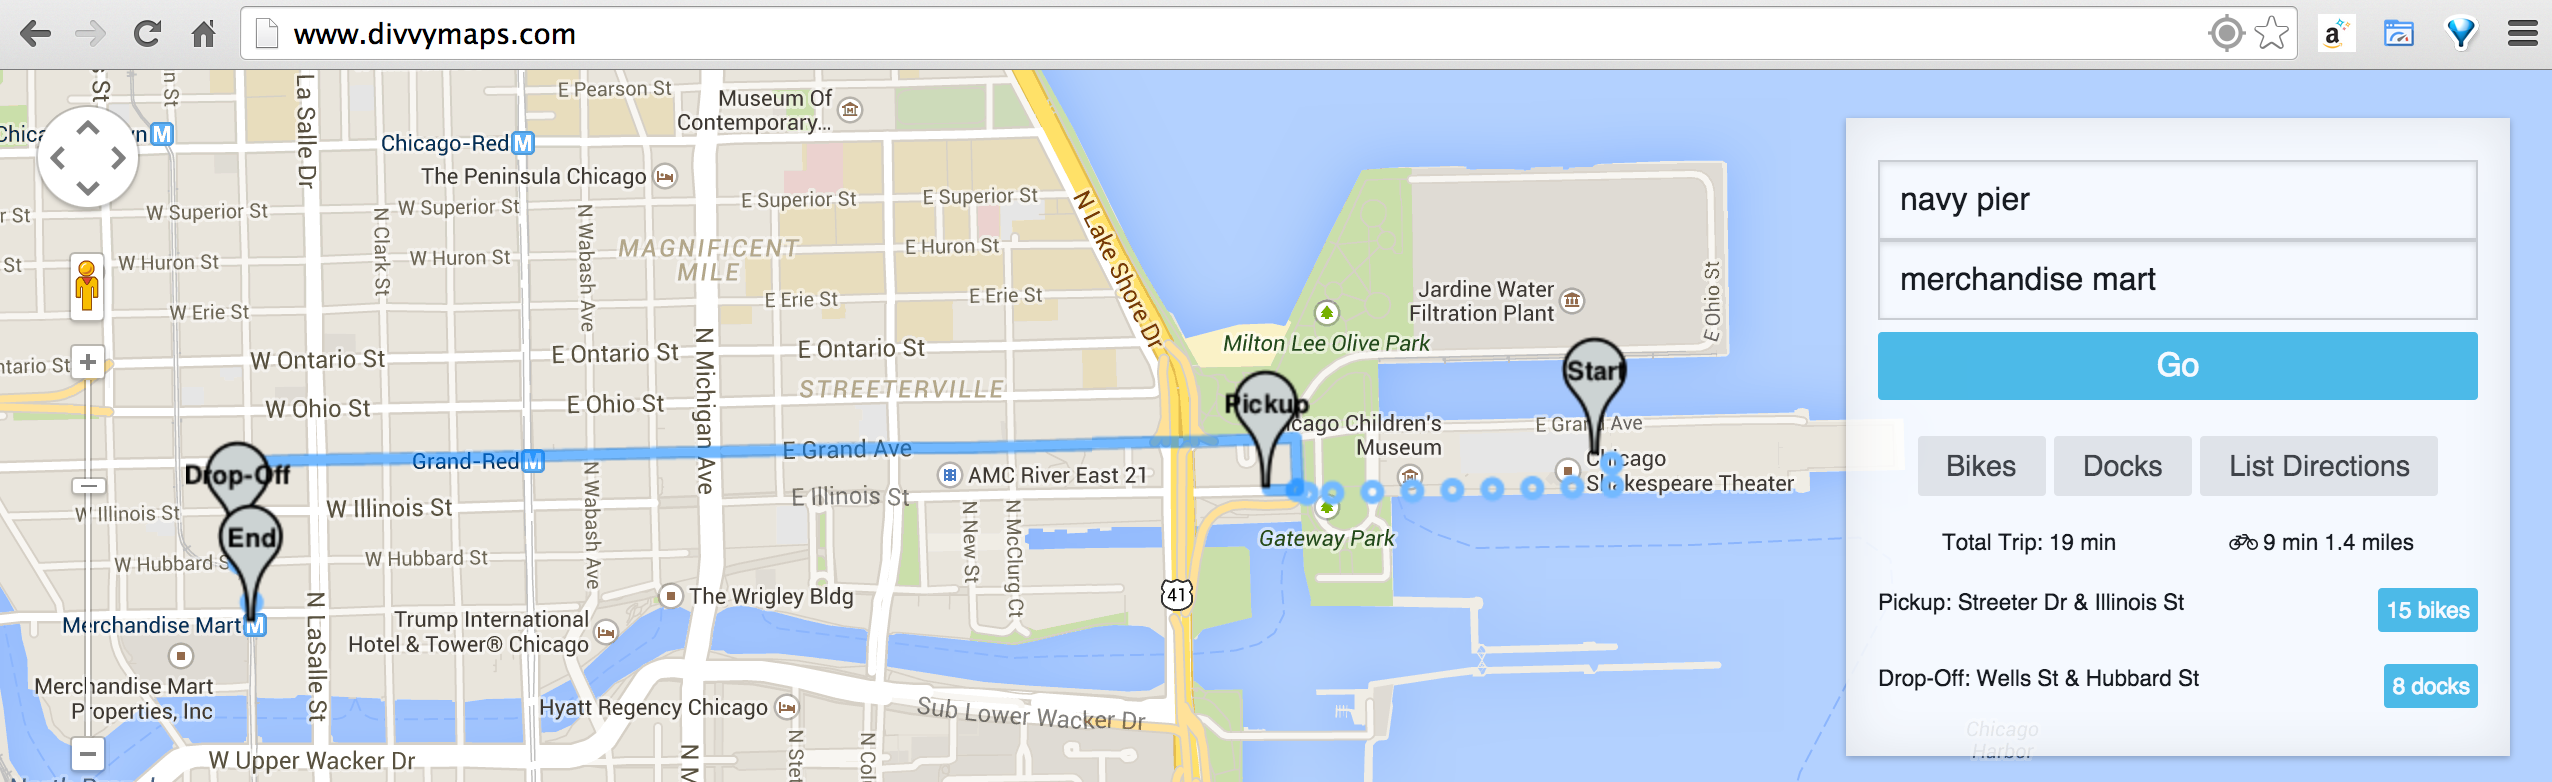 www.divvymaps.com
E Pearson St
Museum Of
Contemporary...
La Salle Dr
Chicago-Red M
M
The Peninsula Chicago
W Superior St
W Superior St
E Superior St
E Superior St
N Clark St
N Wabash Ave
MAGNIFICENT
MILE
E Huron St
W Huron St
W Huron St
St
N Lake Shore Dr
W Erie St
E Erie St
E Erie St
Jardine Water
Filtration Plant
E Ohio St
Milton Lee Olive Park
W Ontario St
E Ontario St
E Ontario St
N Michigan Ave
STREETERVILLE
W Ohio St
E Ohio St
Start
Pickup
E Grand Ave
Children's
Museum
E Grand Ave
Grand-Red M
Drop-Off
AMC River East 21
Chicago
Shakespeare Theater
E Illinois St
W Illinois St
W Illinois St
N Wabash Ave
N New St
N McClurg Ct
End
Gateway Park
W Hubbard St
W Hubbard S
41
The Wrigley Bldg
Merchandise Mart M
Trump International
Hotel & Tower® Chicago
N LaSalle St
Merchandise Mart
Properties, Inc
Hyatt Regency Chicago
Sub Lower Wacker Dr
W Upper Wacker Dr
navy pier
merchandise mart
Go
Bikes Docks List Directions
Total Trip: 19 min 9 min 1.4 miles
Pickup: Streeter Dr & Illinois St 15 bikes
Drop-Off: Wells St & Hubbard St 8 docks
Chicago
Harbor